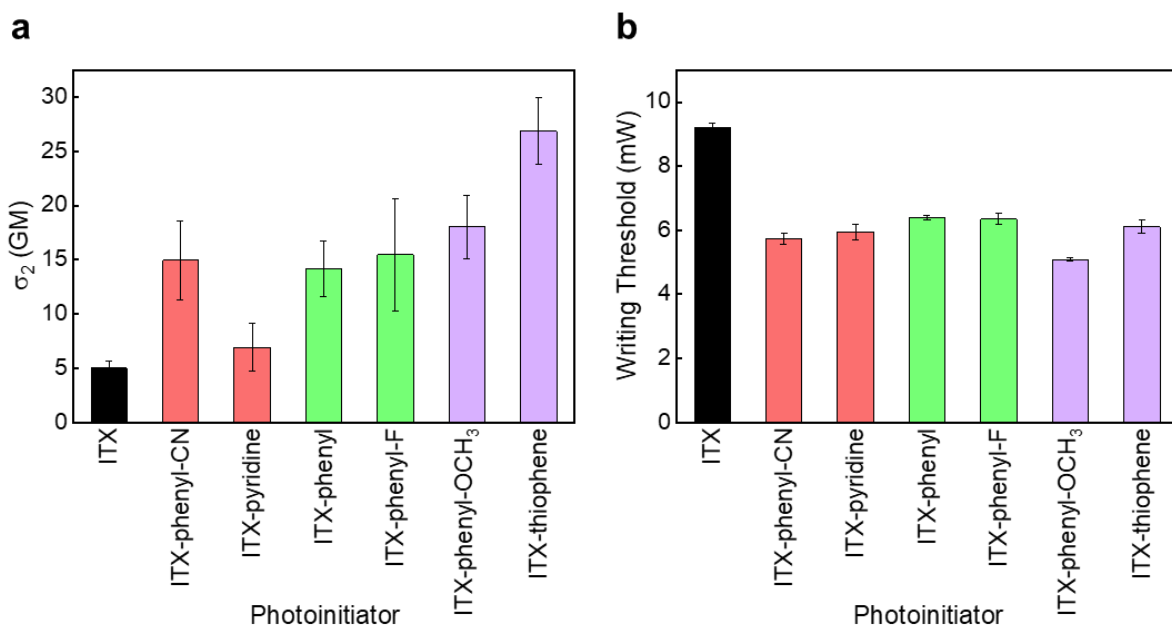 a
σ₂ (GM)
30
25
20
15
10
5
0
ITX
ITX-phenyl-CN
ITX-pyridine
ITX-phenyl
ITX-phenyl-F
ITX-phenyl-OCH₃
ITX-thiophene
Photoinitiator
b
Writing Threshold (mW)
10
8
6
4
2
0
ITX
ITX-phenyl-CN
ITX-pyridine
ITX-phenyl
ITX-phenyl-F
ITX-phenyl-OCH₃
ITX-thiophene
Photoinitiator